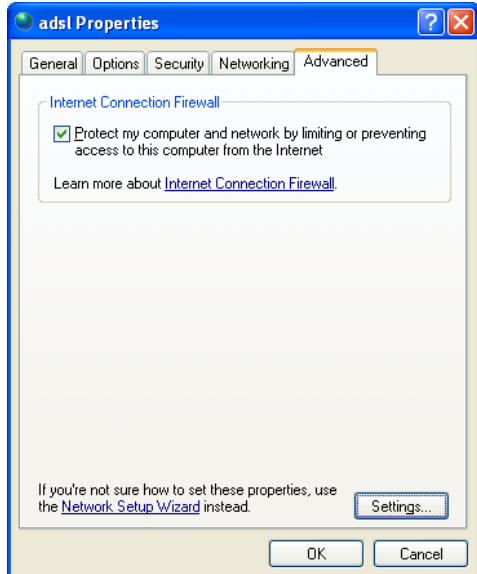 adsl Properties
General Options Security Networking Advanced
Internet Connection Firewall
Protect my computer and network by limiting or preventing
access to this computer from the Internet
Learn more about Internet Connection Firewall.
If you're not sure how to set these properties, use
the Network Setup Wizard instead.
Settings...
OK Cancel